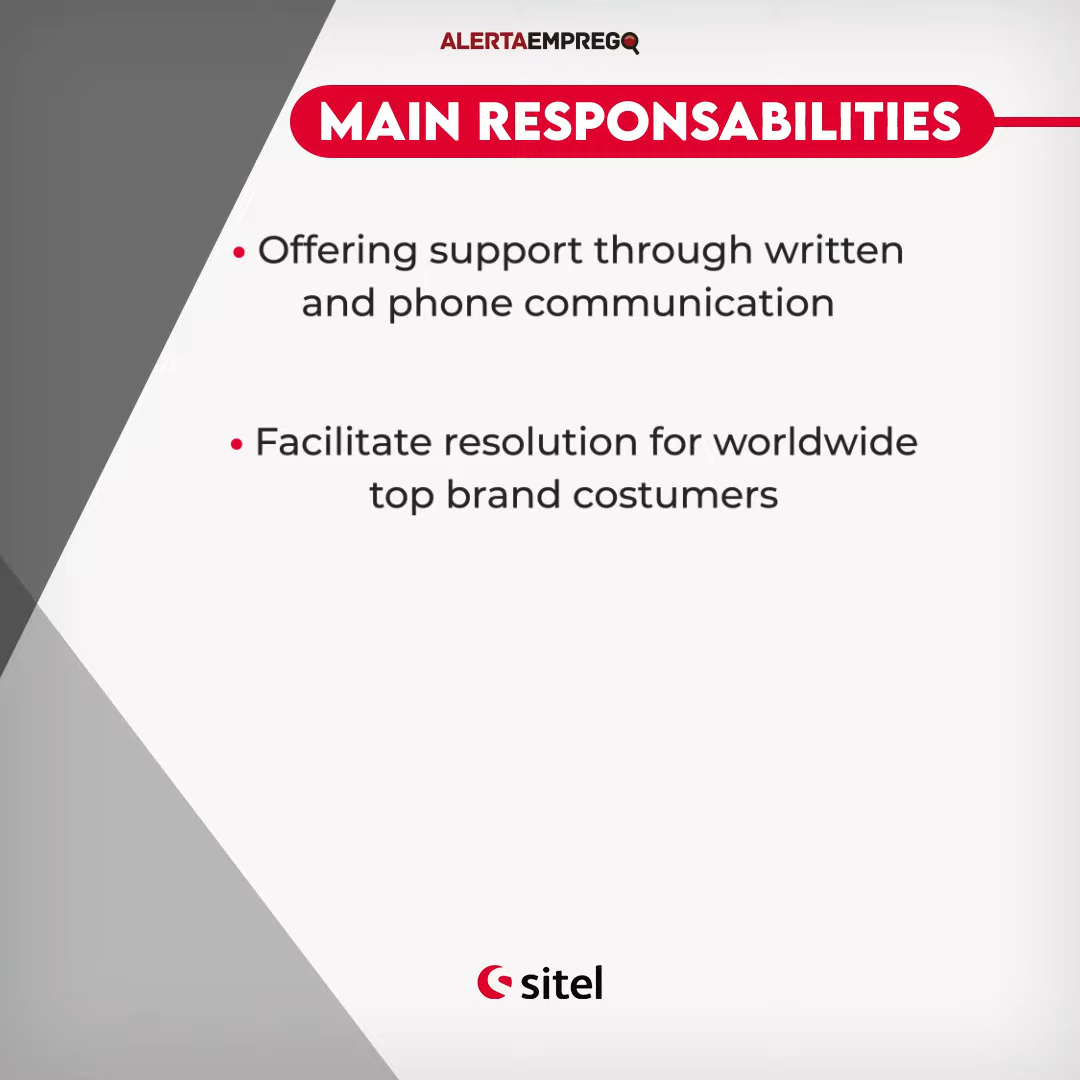 ALERTAEMPREGO
MAIN RESPONSABILITIES
• Offering support through written
and phone communication
• Facilitate resolution for worldwide
top brand costumers
sitel